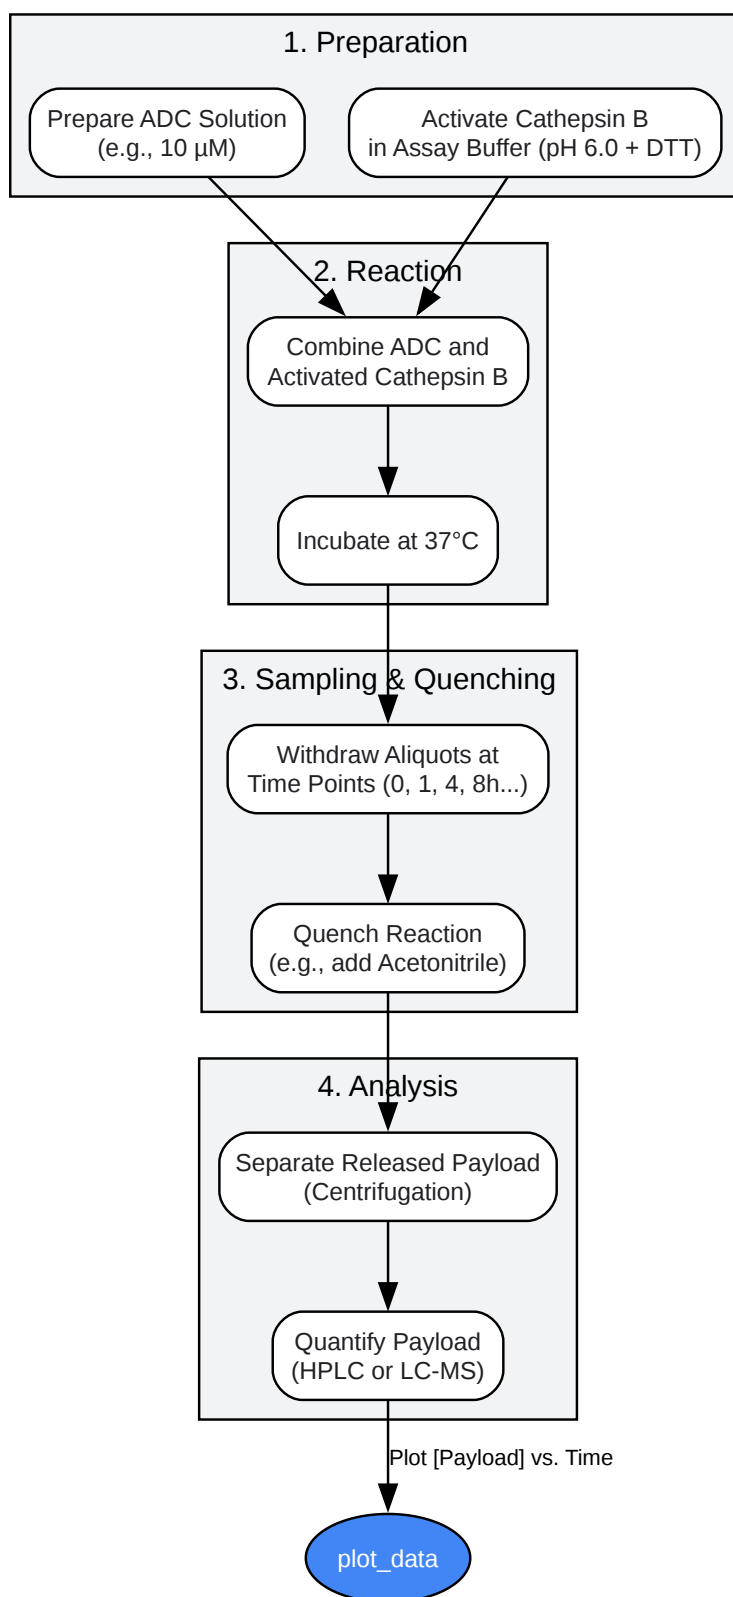 1. Preparation
Prepare ADC Solution
(e.g., 10 µM)
Activate Cathepsin B
in Assay Buffer (pH 6.0 + DTT)
2. Reaction
Combine ADC and
Activated Cathepsin B
Incubate at 37°C
3. Sampling & Quenching
Withdraw Aliquots at
Time Points (0, 1, 4, 8h...)
Quench Reaction
(e.g., add Acetonitrile)
4. Analysis
Separate Released Payload
(Centrifugation)
Quantify Payload
(HPLC or LC-MS)
Plot [Payload] vs. Time
plot_data